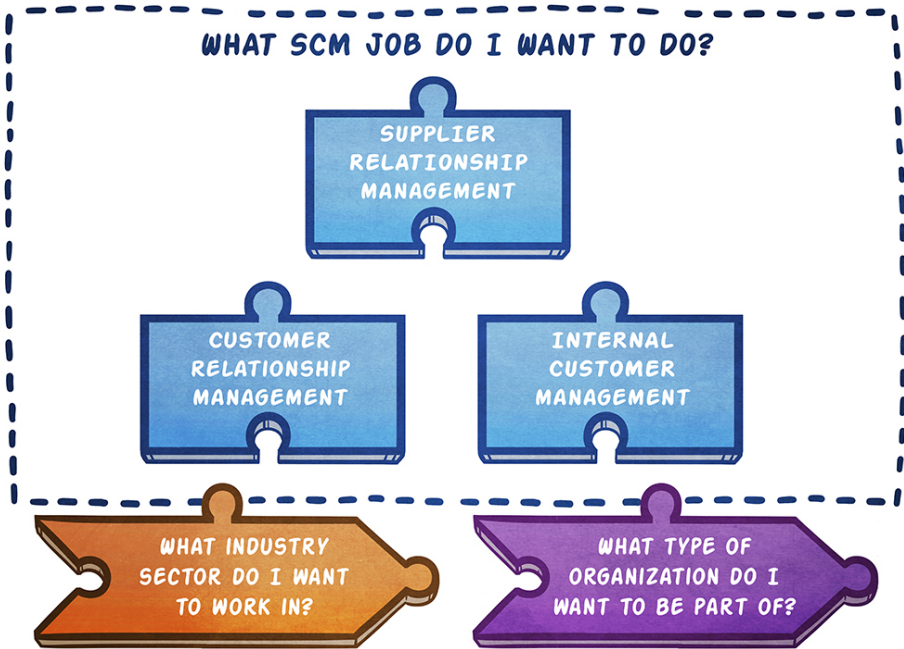 WHAT SCM JOB DO I WANT TO DO?
SUPPLIER
RELATIONSHIP
MANAGEMENT
CUSTOMER
RELATIONSHIP
MANAGEMENT
INTERNAL
CUSTOMER
MANAGEMENT
WHAT INDUSTRY
SECTOR DO I WANT
TO WORK IN?
WHAT TYPE OF
ORGANIZATION DO I
WANT TO BE PART OF?